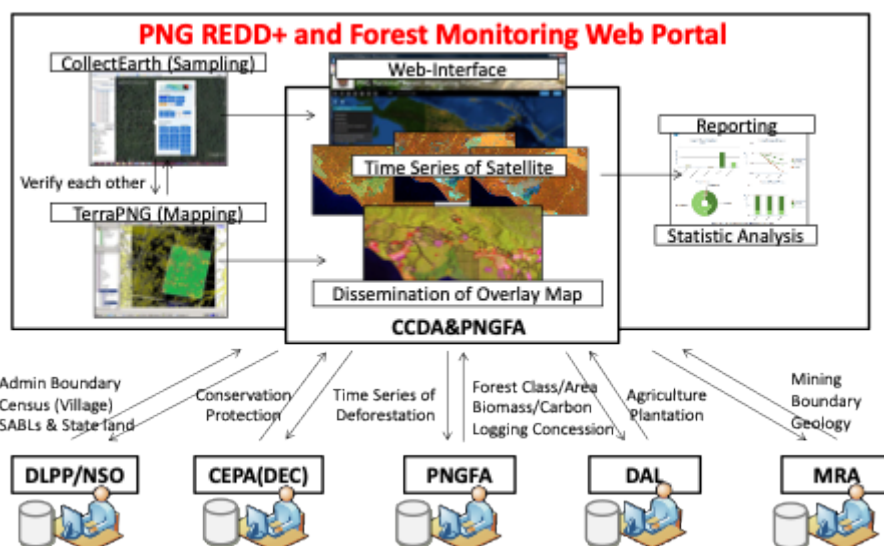 PNG REDD+ and Forest Monitoring Web Portal
CollectEarth (Sampling)
Web-Interface
Reporting
Time Series of Satellite
Verify each other
TerraPNG (Mapping)
Statistic Analysis
Dissemination of Overlay Map
CCDA&PNGFA
Admin Boundary
Census (Village)
SABLs & State land
Conservation
Protection
Time Series of
Deforestation
Forest Class/Area
Biomass/Carbon
Logging Concession
Agriculture
Plantation
Mining
Boundary
Geology
DLPP/NSO
CEPA(DEC)
PNGFA
DAL
MRA